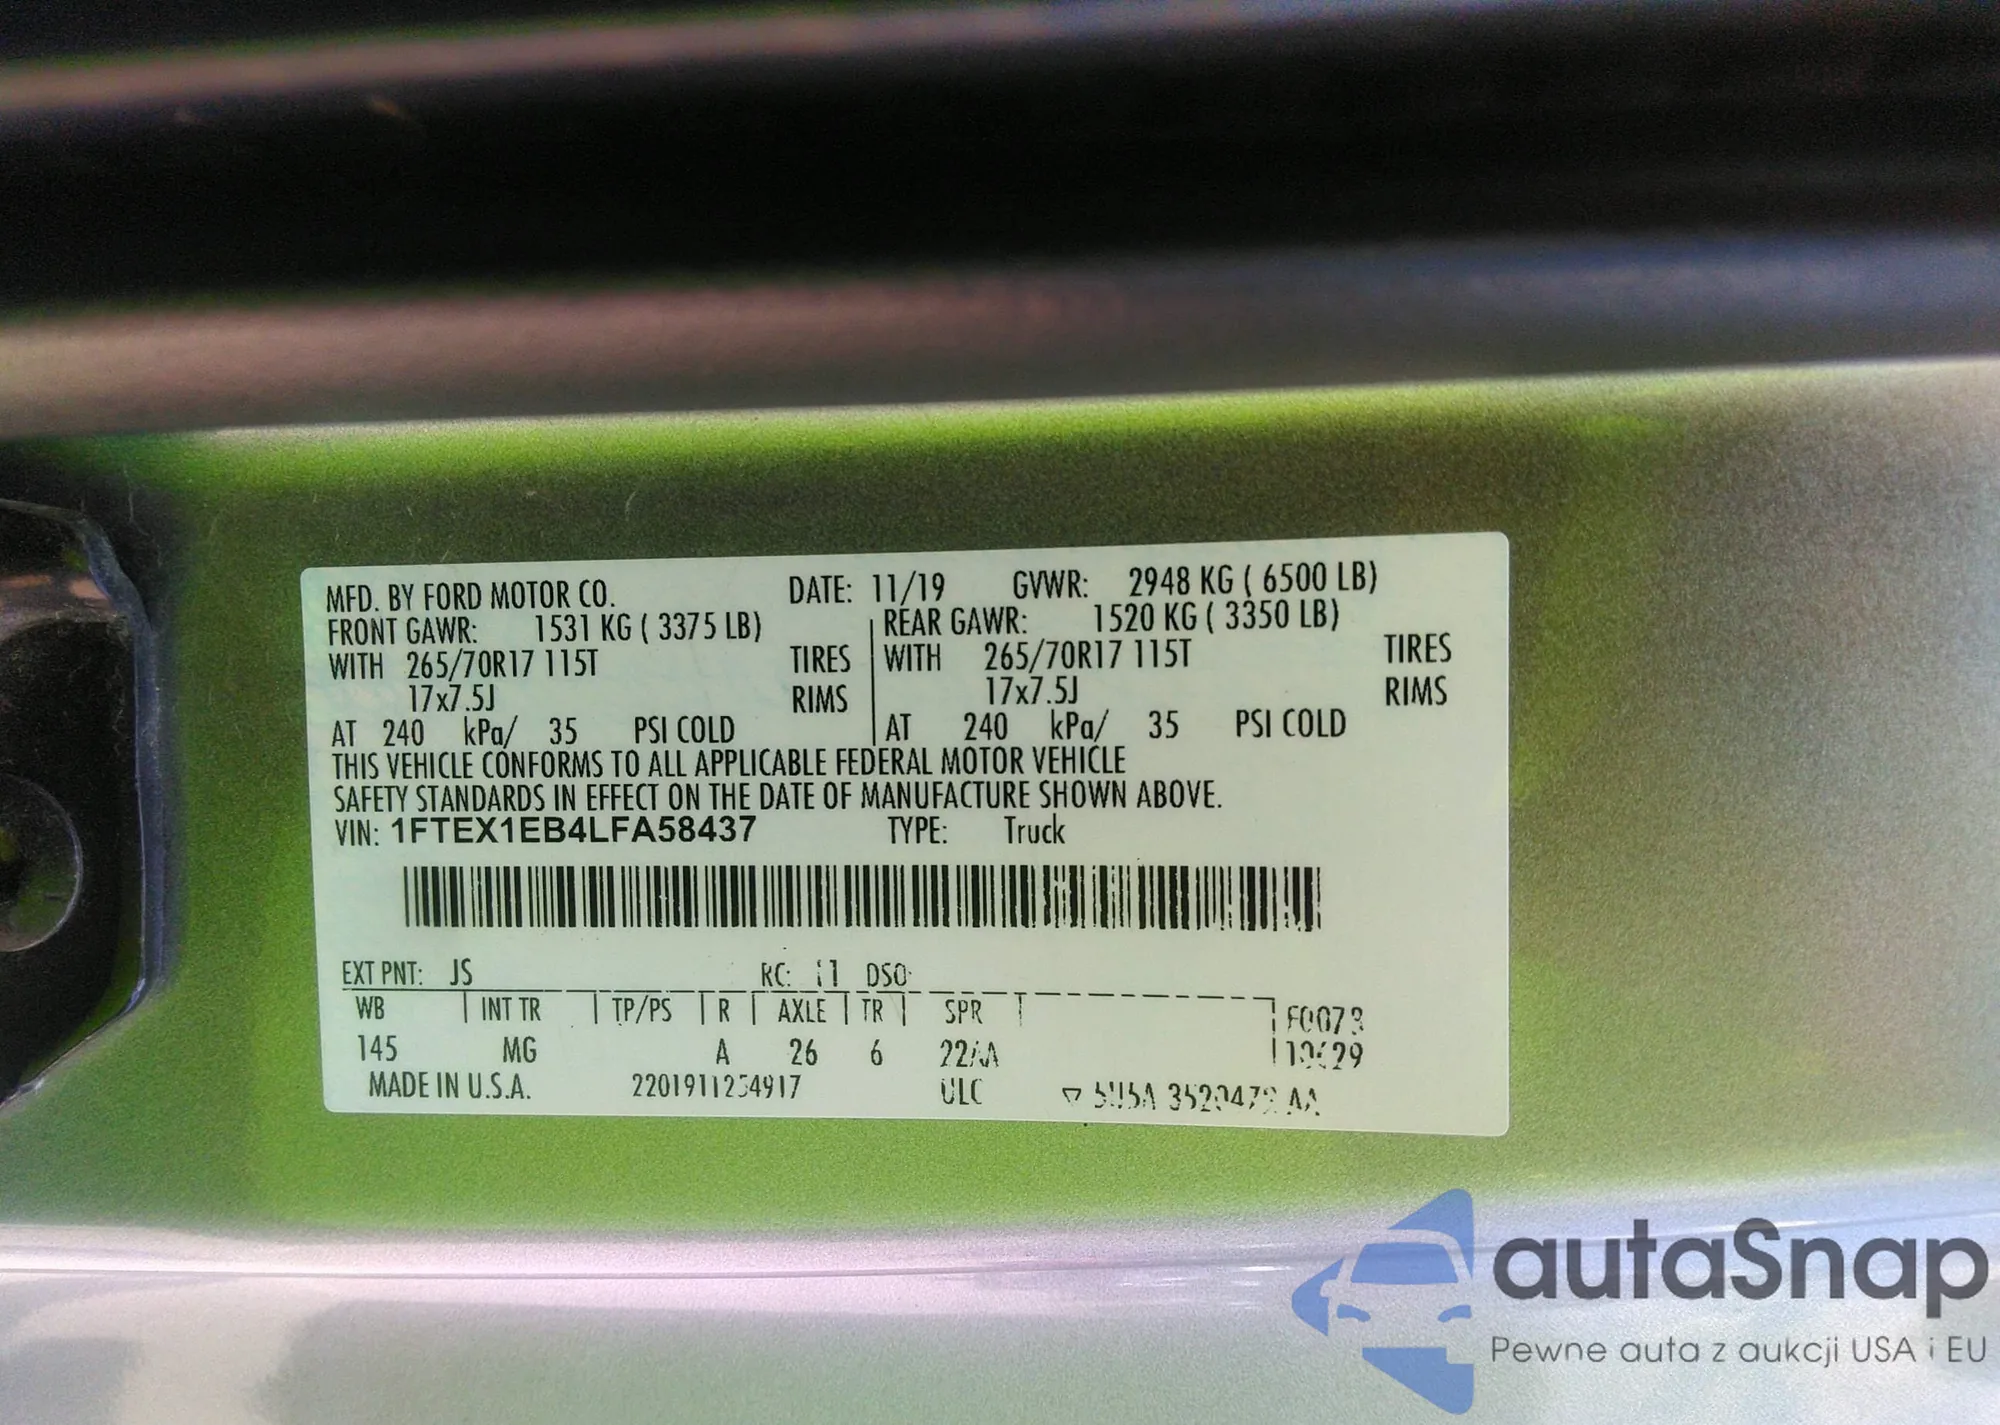 MFD. BY FORD MOTOR CO. DATE: 11/19 GVWR: 2948 KG ( 6500 LB)
FRONT GAWR: 1531 KG ( 3375 LB) REAR GAWR: 1520 KG ( 3350 LB)
WITH 265/70R17 115T TIRES WITH 265/70R17 115T TIRES
17x7.5J RIMS 17x7.5J RIMS
AT 240 kPa/ 35 PSI COLD AT 240 kPa/ 35 PSI COLD
THIS VEHICLE CONFORMS TO ALL APPLICABLE FEDERAL MOTOR VEHICLE
SAFETY STANDARDS IN EFFECT ON THE DATE OF MANUFACTURE SHOWN ABOVE.
VIN: 1FTEX1EB4LFA58437 TYPE: Truck
EXT PNT: JS RC: DSO:
WB INT TR TP/PS R AXLE TR SPR
145 MG A 26 6 22AA
MADE IN U.S.A. ULC
autaSnap
Pewne auta z aukcji USA i EU